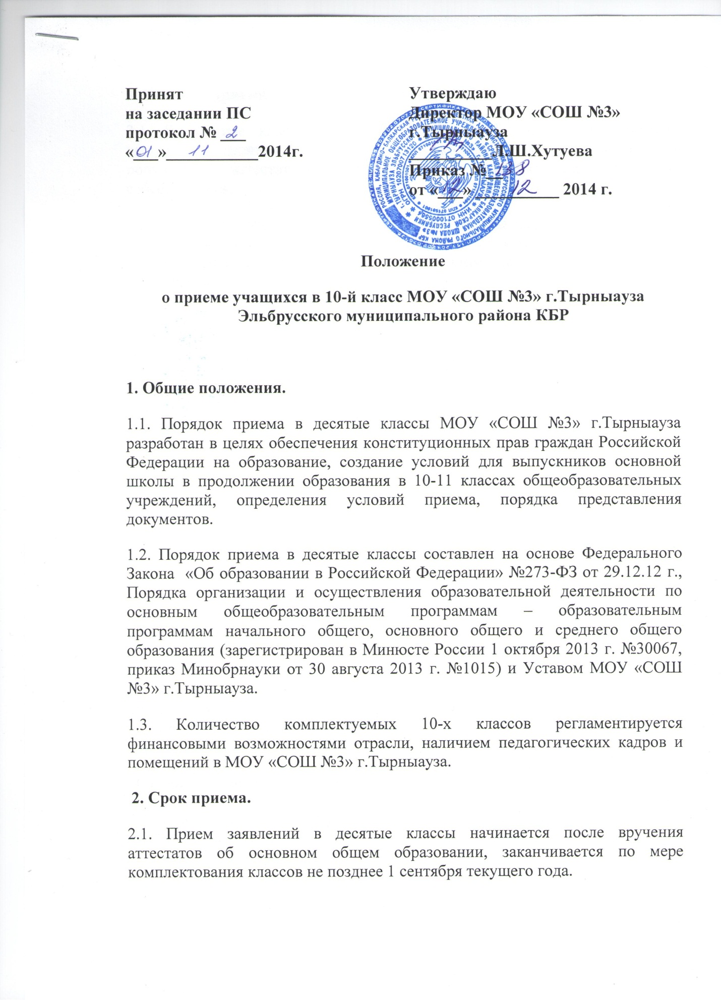 Принят
на заседании ПС
протокол № 2
«01» 11 2014г.
Утверждаю
Директор МОУ «СОШ №3»
г.Тырныауза
Л.Ш.Хутуева
Приказ № 138
от «12» 12 2014 г.
Положение
о приеме учащихся в 10-й класс МОУ «СОШ №3» г.Тырныауза
Эльбрусского муниципального района КБР
1. Общие положения.
1.1. Порядок приема в десятые классы МОУ «СОШ №3» г.Тырныауза
разработан в целях обеспечения конституционных прав граждан Российской
Федерации на образование, создание условий для выпускников основной
школы в продолжении образования в 10-11 классах общеобразовательных
учреждений, определения условий приема, порядка представления
документов.
1.2. Порядок приема в десятые классы составлен на основе Федерального
Закона «Об образовании в Российской Федерации» №273-ФЗ от 29.12.12 г.,
Порядка организации и осуществления образовательной деятельности по
основным общеобразовательным программам – образовательным
программам начального общего, основного общего и среднего общего
образования (зарегистрирован в Минюсте России 1 октября 2013 г. №30067,
приказ Минобрнауки от 30 августа 2013 г. №1015) и Уставом МОУ «СОШ
№3» г.Тырныауза.
1.3. Количество комплектуемых 10-х классов регламентируется
финансовыми возможностями отрасли, наличием педагогических кадров и
помещений в МОУ «СОШ №3» г.Тырныауза.
2. Срок приема.
2.1. Прием заявлений в десятые классы начинается после вручения
аттестатов об основном общем образовании, заканчивается по мере
комплектования классов не позднее 1 сентября текущего года.